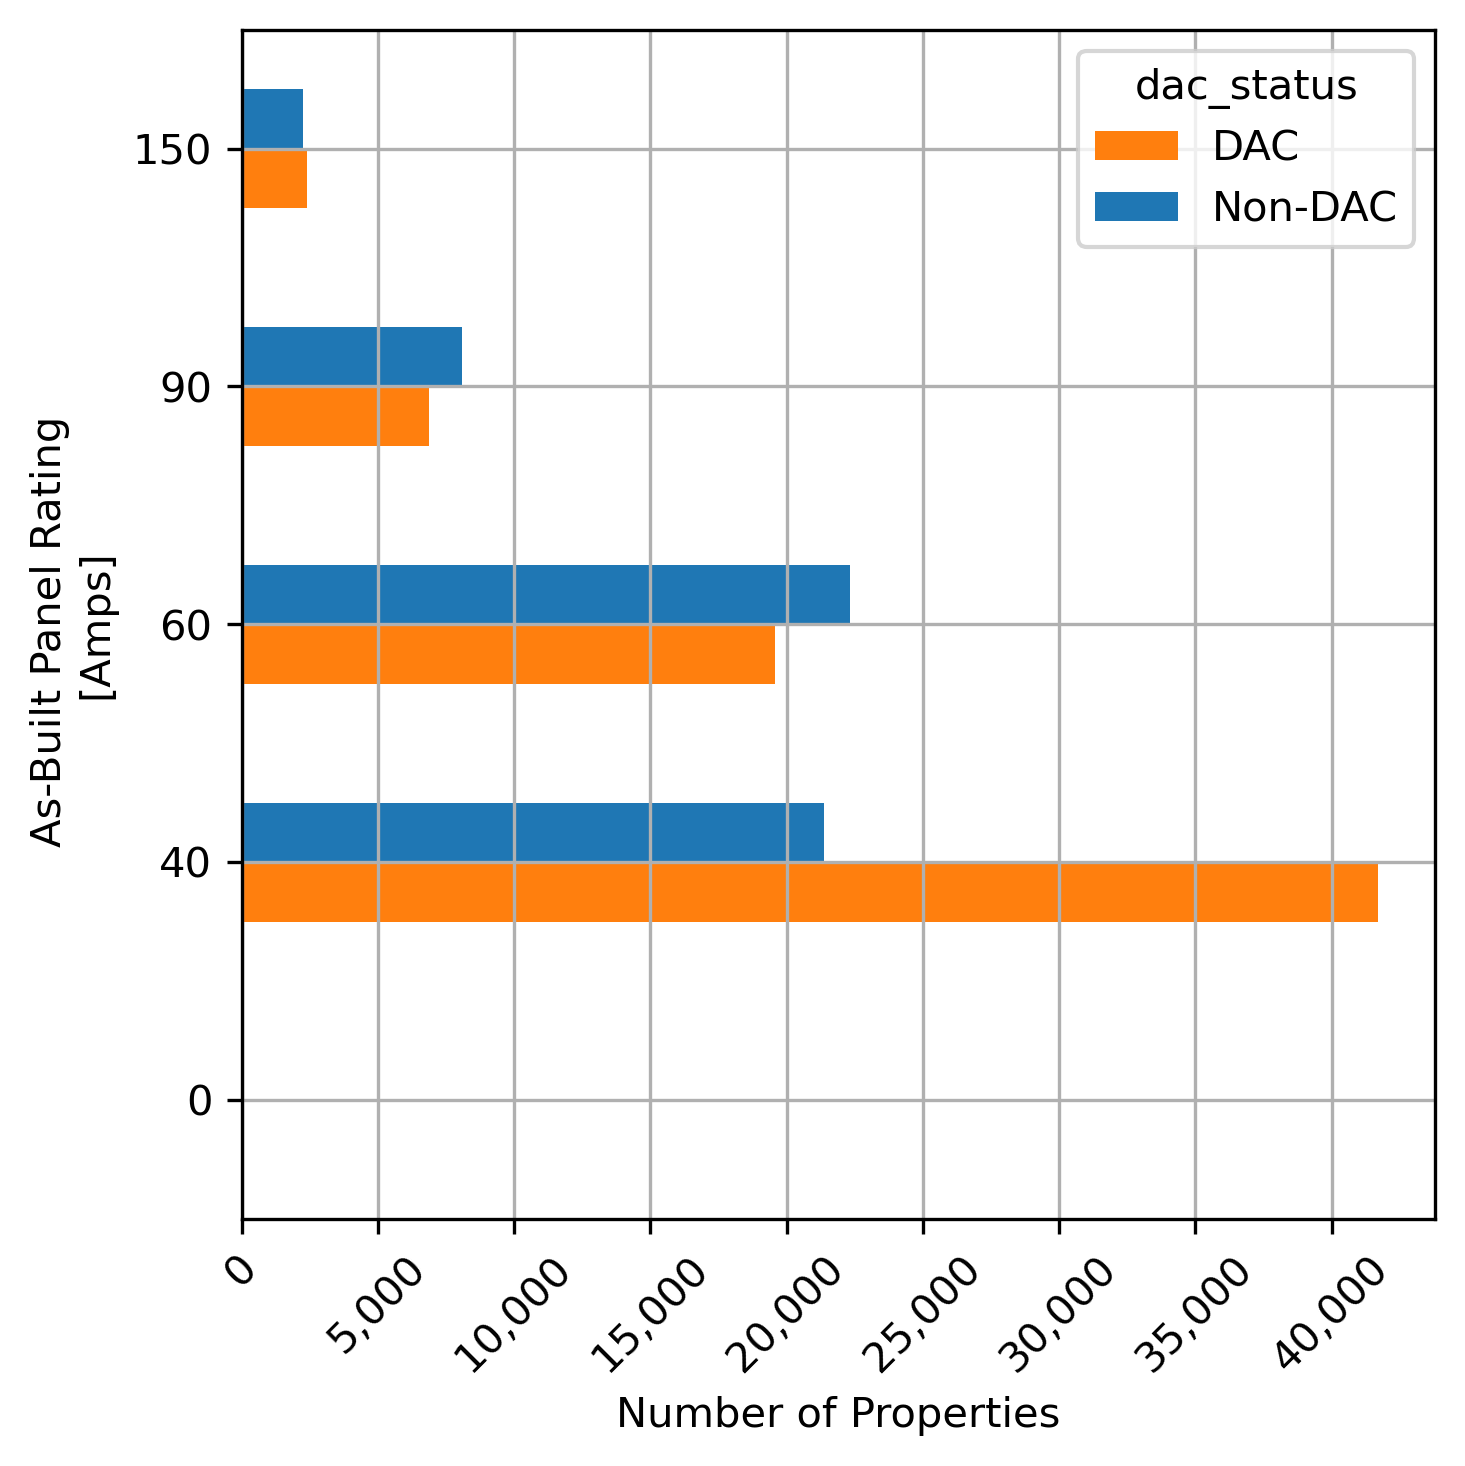 dac_status
DAC
Non-DAC
As-Built Panel Rating
[Amps]
150
90
60
40
0
0
5,000
10,000
15,000
20,000
25,000
30,000
35,000
40,000
Number of Properties